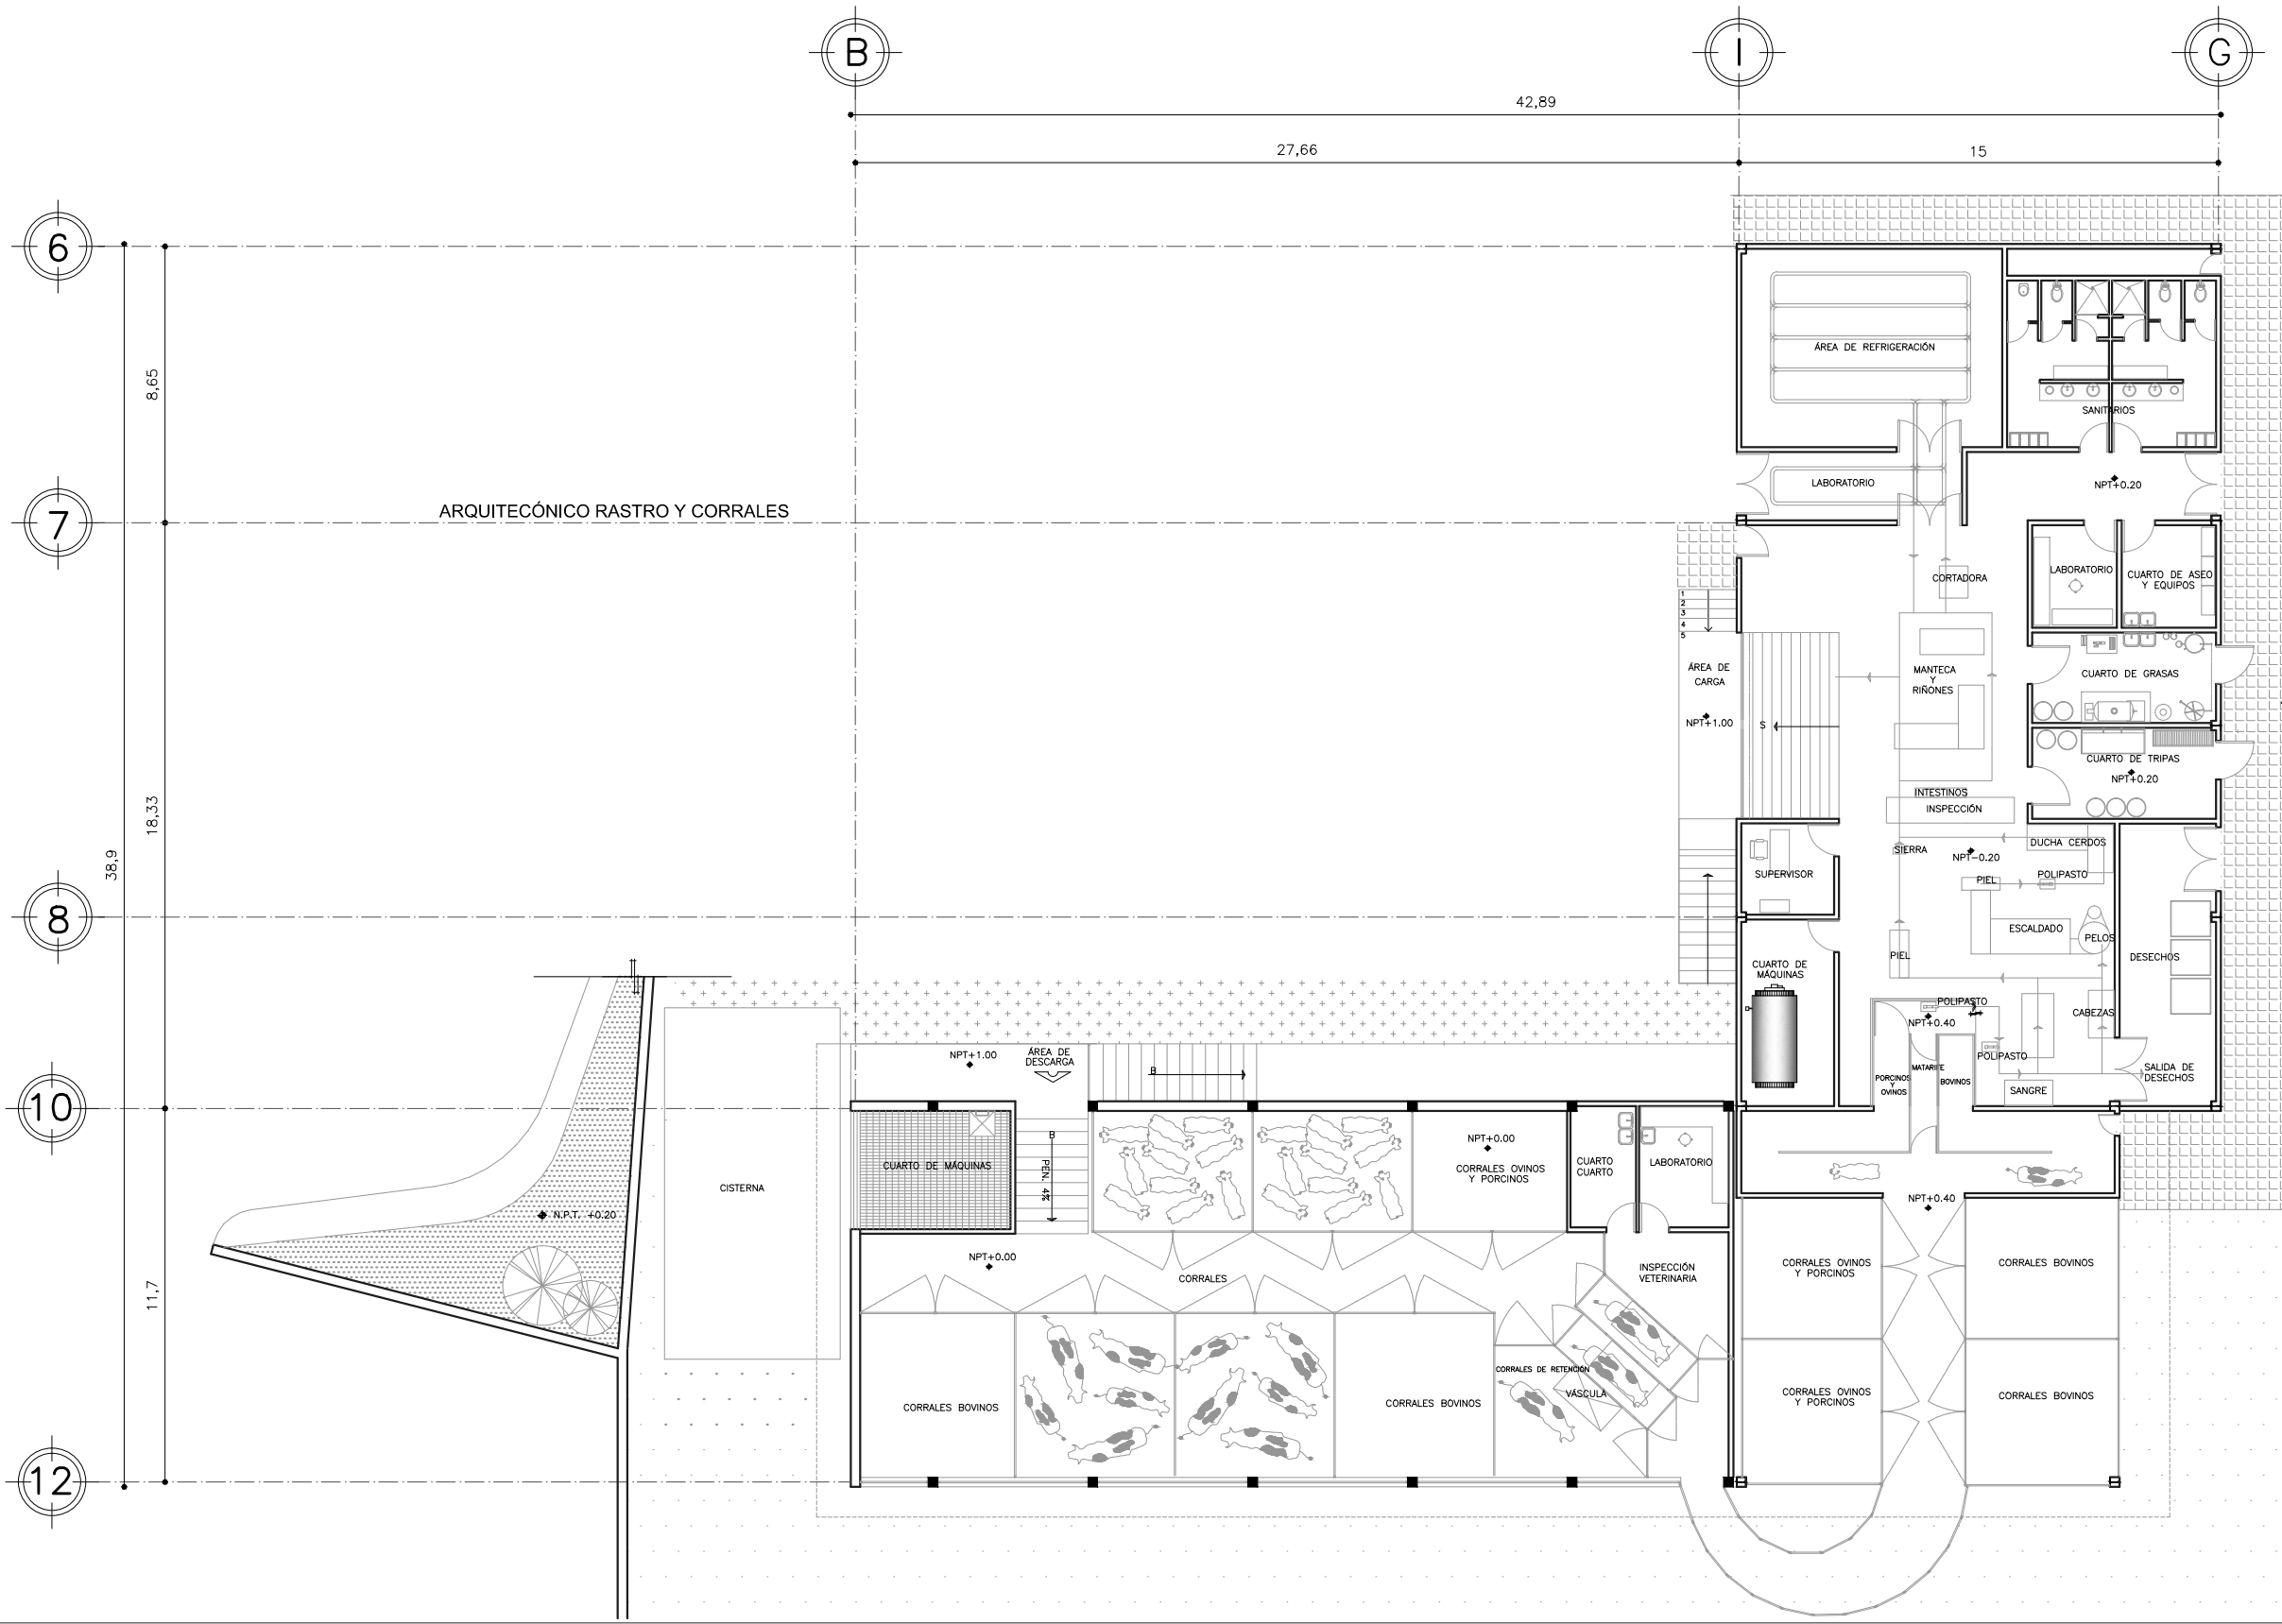 B
I
G
42,89
27,66
15
6
8,65
ÁREA DE REFRIGERACIÓN
SANITARIOS
LABORATORIO
NPT+0.20
7
ARQUITECÓNICO RASTRO Y CORRALES
CORTADORA
LABORATORIO
CUARTO DE ASEO
Y EQUIPOS
1
2
3
4
5
ÁREA DE
CARGA
NPT+1.00
S
MANTECA
Y
RIÑONES
CUARTO DE GRASAS
CUARTO DE TRIPAS
NPT+0.20
INTESTINOS
INSPECCIÓN
18,33
38,9
SIERRA
NPT-0.20
DUCHA CERDOS
SUPERVISOR
PIEL
POLIPASTO
8
ESCALDADO
PELOS
PIEL
DESECHOS
CUARTO DE
MÁQUINAS
POLIPASTO
NPT+0.40
CABEZAS
POLIPASTO
MATARIFE
PORCINOS
Y
OVINOS
BOVINOS
SANGRE
SALIDA DE
DESECHOS
NPT+1.00
ÁREA DE
DESCARGA
B
10
B
PEN. 4%
CUARTO DE MÁQUINAS
NPT+0.00
CORRALES OVINOS
Y PORCINOS
CUARTO
CUARTO
LABORATORIO
CISTERNA
N.P.T. +0.20
NPT+0.40
NPT+0.00
CORRALES
INSPECCIÓN
VETERINARIA
CORRALES OVINOS
Y PORCINOS
CORRALES BOVINOS
11,7
CORRALES DE RETENCIÓN
VÁSCULA
CORRALES BOVINOS
CORRALES BOVINOS
CORRALES OVINOS
Y PORCINOS
CORRALES BOVINOS
12